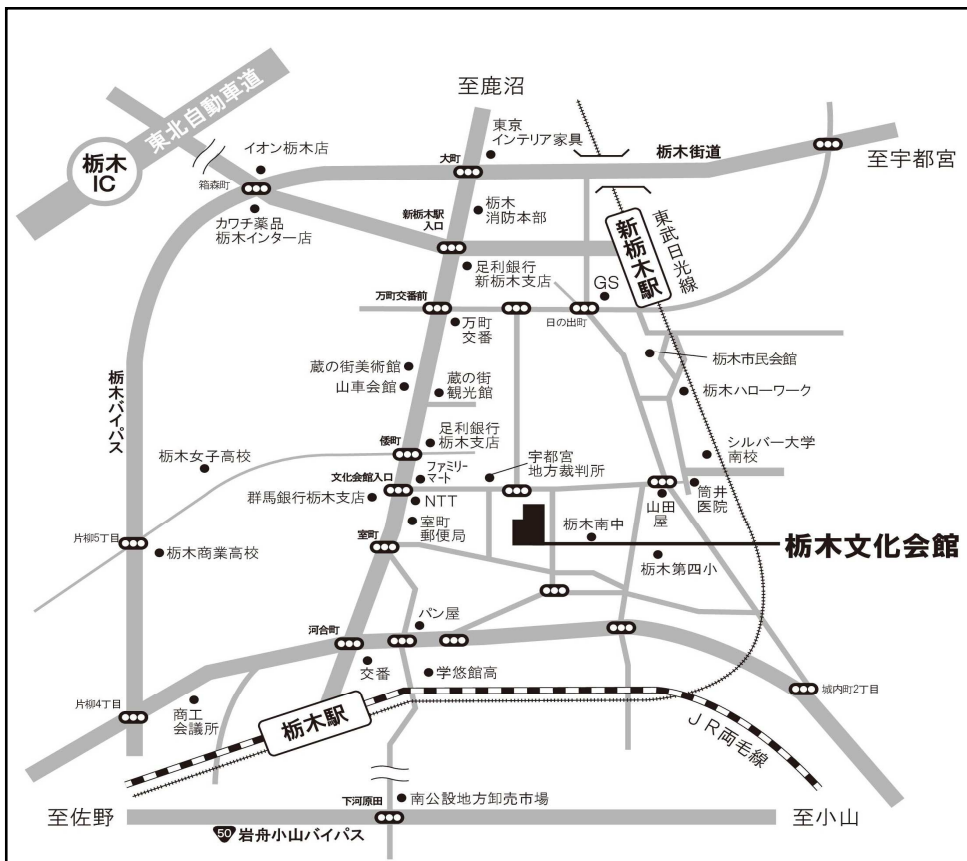 至鹿沼
東北自動車道
東京
インテリア家具
イオン栃木店
大町
栃木街道
至宇都宮
栃木
IC
箱森町
カワチ薬品
栃木インター店
栃木
消防本部
新栃木駅
入口
東武日光線
新栃木駅
足利銀行
新栃木支店
GS
万町交番前
日の出町
万町
交番
栃木市民会館
蔵の街美術館
山車会館
蔵の街
観光館
栃木ハローワーク
栃木バイパス
足利銀行
栃木支店
倭町
栃木女子高校
シルバー大学
南校
宇都宮
地方裁判所
文化会館入口
ファミリー
マート
群馬銀行栃木支店
NTT
山田
屋
筒井
医院
室町
郵便局
栃木南中
片柳5丁目
室町
栃木商業高校
栃木文化会館
栃木第四小
パン屋
河合町
交番
学悠館高
城内町2丁目
片柳4丁目
商工
会議所
栃木駅
JR両毛線
至佐野
下河原田
南公設地方卸売市場
至小山
50 岩舟小山バイパス